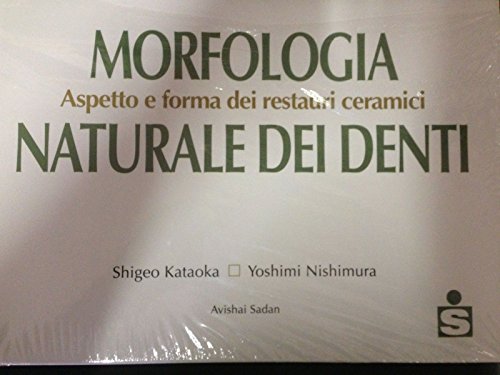 MORFOLOGIA
Aspetto e forma dei restauri ceramici
NATURALE DEI DENTI
Shigeo Kataoka □ Yoshimi Nishimura
Avishai Sadan
S